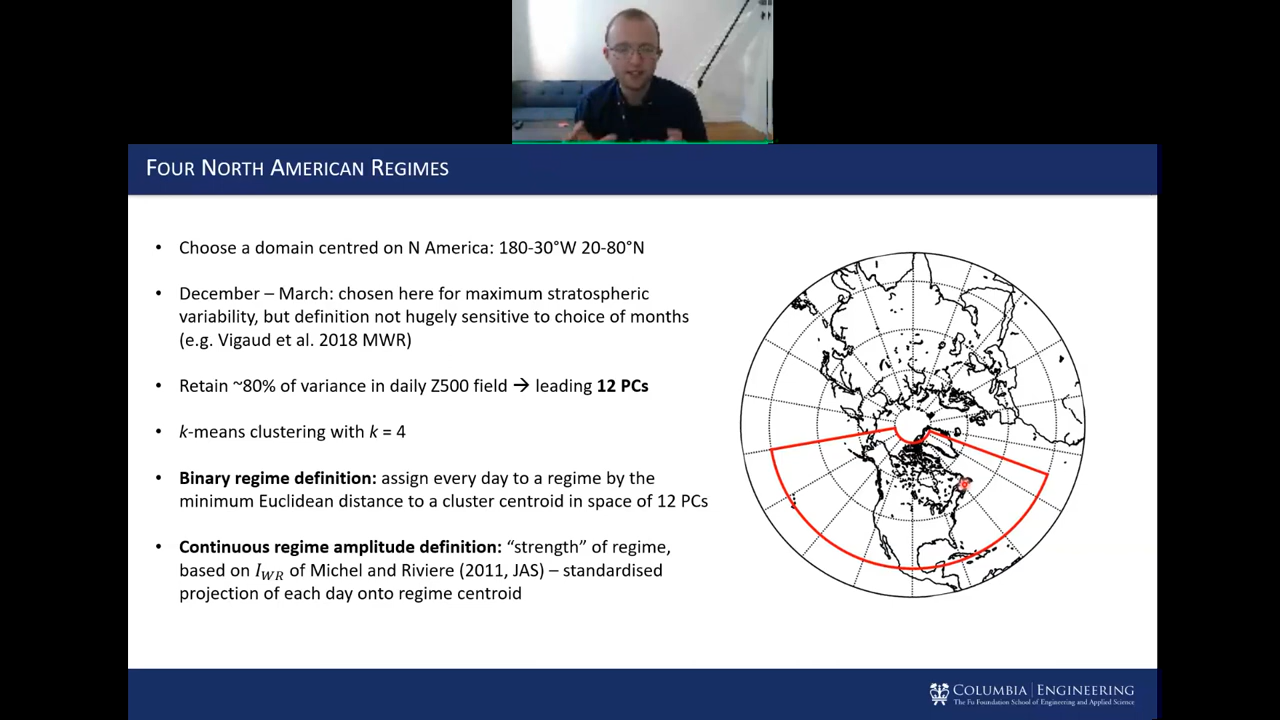 FOUR NORTH AMERICAN REGIMES
• Choose a domain centred on N America: 180-30°W 20-80°N
• December – March: chosen here for maximum stratospheric
variability, but definition not hugely sensitive to choice of months
(e.g. Vigaud et al. 2018 MWR)
• Retain ~80% of variance in daily Z500 field → leading 12 PCs
• k-means clustering with k = 4
• Binary regime definition: assign every day to a regime by the
minimum Euclidean distance to a cluster centroid in space of 12 PCs
• Continuous regime amplitude definition: “strength” of regime,
based on I_WR of Michel and Riviere (2011, JAS) – standardised
projection of each day onto regime centroid
COLUMBIA | ENGINEERING
The Fu Foundation School of Engineering and Applied Science